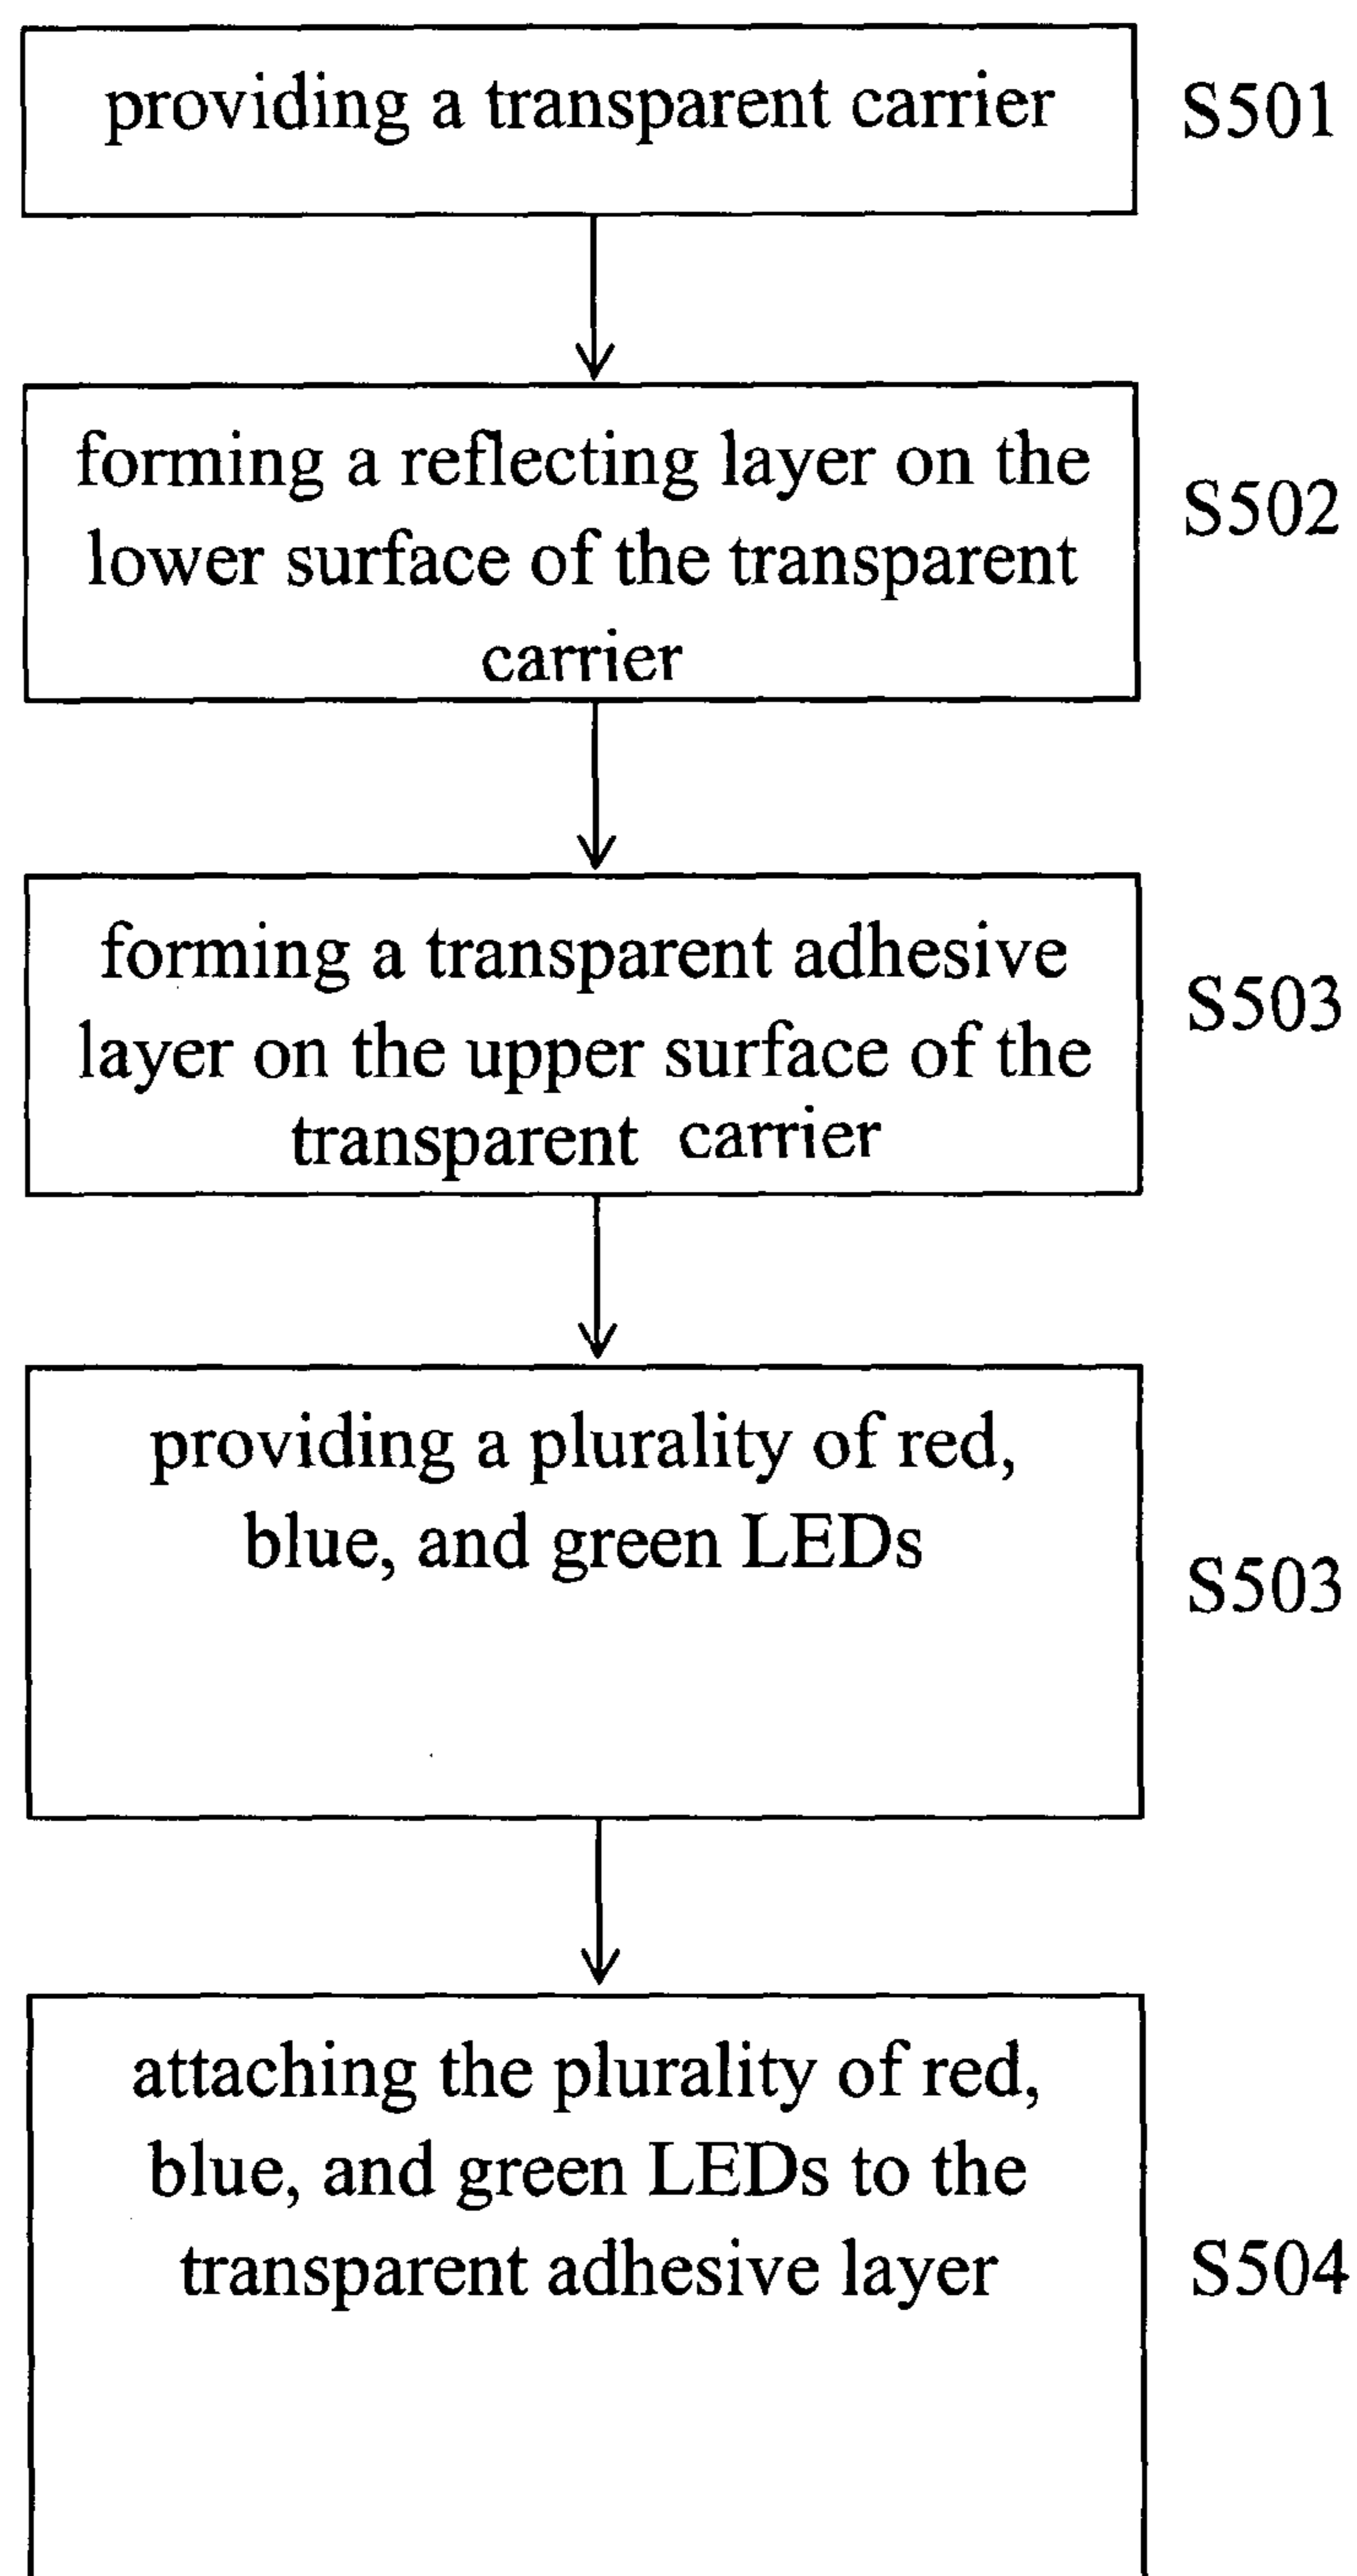 providing a transparent carrier
S501
forming a reflecting layer on the
lower surface of the transparent
carrier
S502
forming a transparent adhesive
layer on the upper surface of the
transparent carrier
S503
providing a plurality of red,
blue, and green LEDs
S503
attaching the plurality of red,
blue, and green LEDs to the
transparent adhesive layer
S504